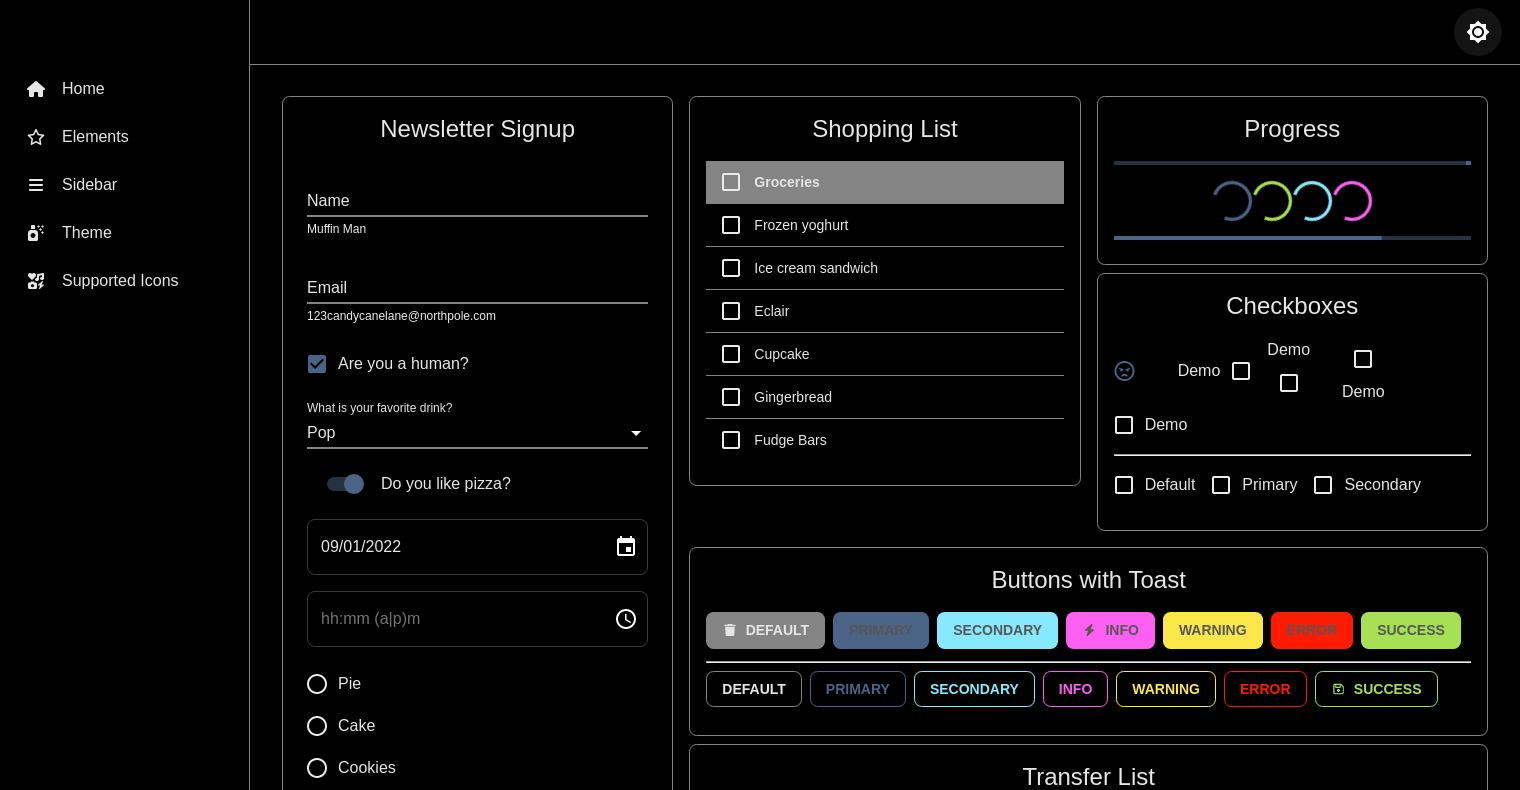 Home
Elements
Sidebar
Theme
Supported Icons
Newsletter Signup
Name
Muffin Man
Email
123candycanelane@northpole.com
Are you a human?
What is your favorite drink?
Pop
Do you like pizza?
09/01/2022
hh:mm (a|p)m
Pie
Cake
Cookies
Shopping List
Groceries
Frozen yoghurt
Ice cream sandwich
Eclair
Cupcake
Gingerbread
Fudge Bars
Progress
Checkboxes
Demo
Demo
Demo
Demo
Default Primary Secondary
Buttons with Toast
DEFAULT PRIMARY SECONDARY INFO WARNING ERROR SUCCESS
DEFAULT PRIMARY SECONDARY INFO WARNING ERROR SUCCESS
Transfer List